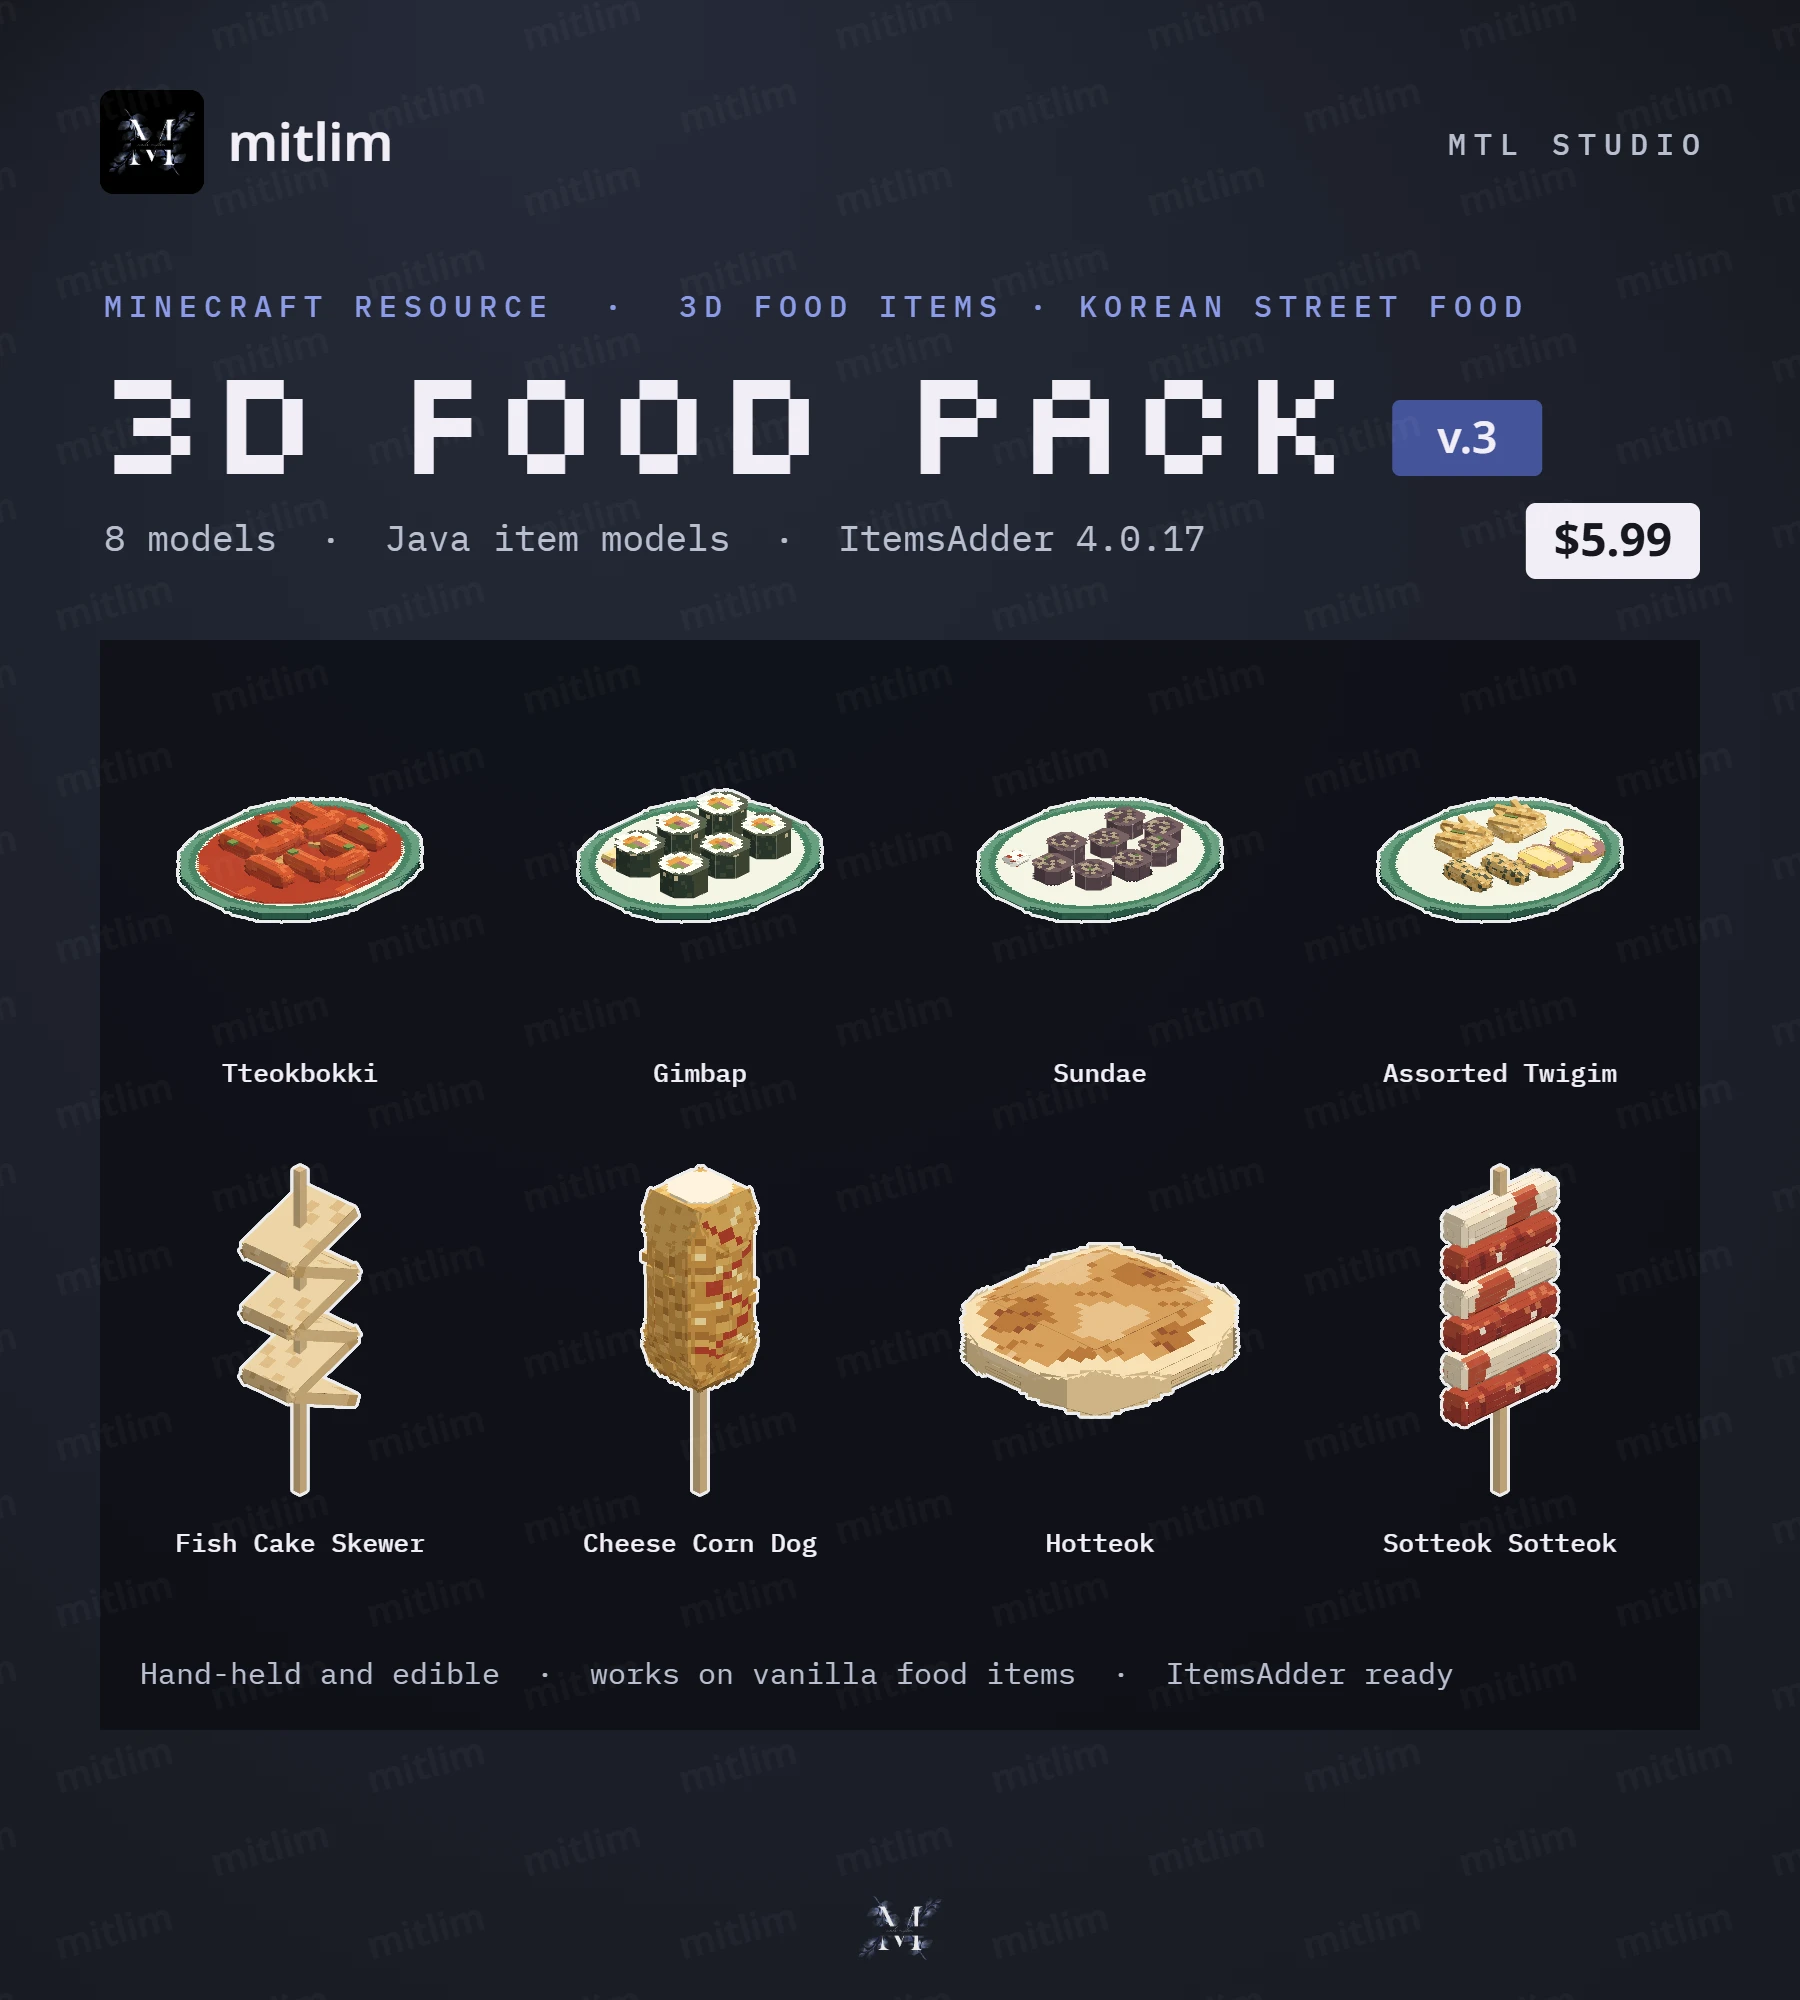 mitlim
MTL STUDIO
MINECRAFT RESOURCE · 3D FOOD ITEMS · KOREAN STREET FOOD
3D FOOD PACK v.3
8 models · Java item models · ItemsAdder 4.0.17
$5.99
Tteokbokki Gimbap Sundae Assorted Twigim
Fish Cake Skewer Cheese Corn Dog Hotteok Sotteok Sotteok
Hand-held and edible · works on vanilla food items · ItemsAdder ready